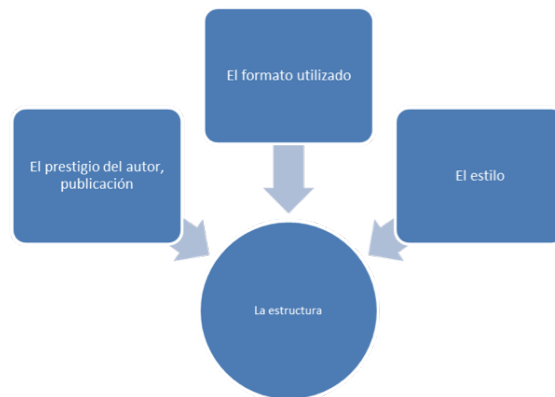 El formato utilizado
El prestigio del autor,
publicación
El estilo
La estructura